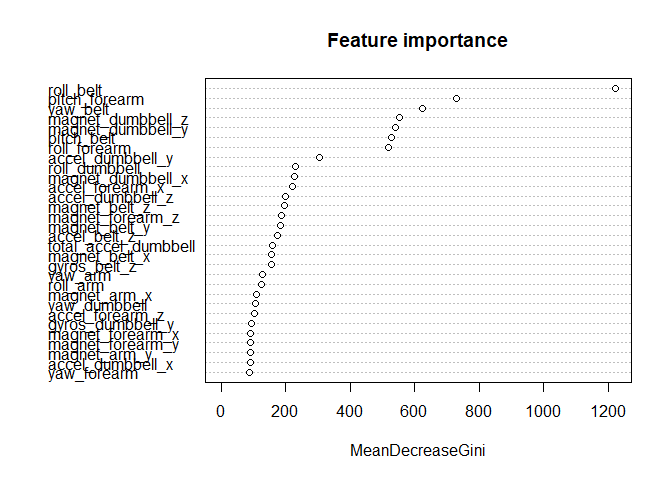 Feature importance
roll_belt
pitch_forearm
yaw_belt
magnet_dumbbell_z
magnet_dumbbell_y
pitch_belt
roll_forearm
accel_dumbbell_y
roll_dumbbell
magnet_dumbbell_x
accel_forearm_x
accel_dumbbell_z
magnet_belt_z
magnet_forearm_z
magnet_belt_y
accel_belt_z
total_accel_dumbbell
magnet_belt_x
gyros_belt_z
yaw_arm
roll_arm
magnet_arm_x
yaw_dumbbell
accel_forearm_z
gyros_dumbbell_y
magnet_forearm_x
magnet_forearm_y
magnet_arm_y
accel_dumbbell_x
yaw_forearm
0 200 400 600 800 1000 1200
MeanDecreaseGini